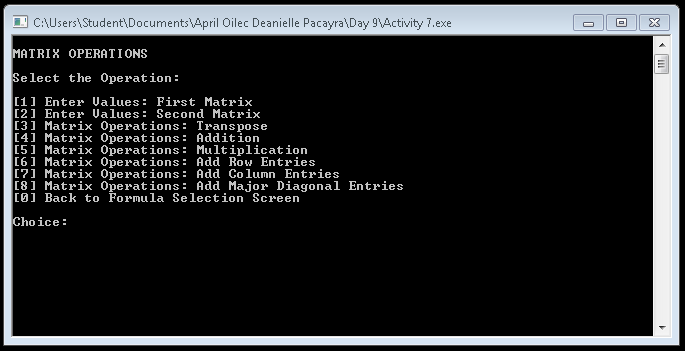 C:\Users\Student\Documents\April Oilec Deanielle Pacayra\Day 9\Activity 7.exe
MATRIX OPERATIONS
Select the Operation:
[1] Enter Values: First Matrix
[2] Enter Values: Second Matrix
[3] Matrix Operations: Transpose
[4] Matrix Operations: Addition
[5] Matrix Operations: Multiplication
[6] Matrix Operations: Add Row Entries
[7] Matrix Operations: Add Column Entries
[8] Matrix Operations: Add Major Diagonal Entries
[0] Back to Formula Selection Screen
Choice: